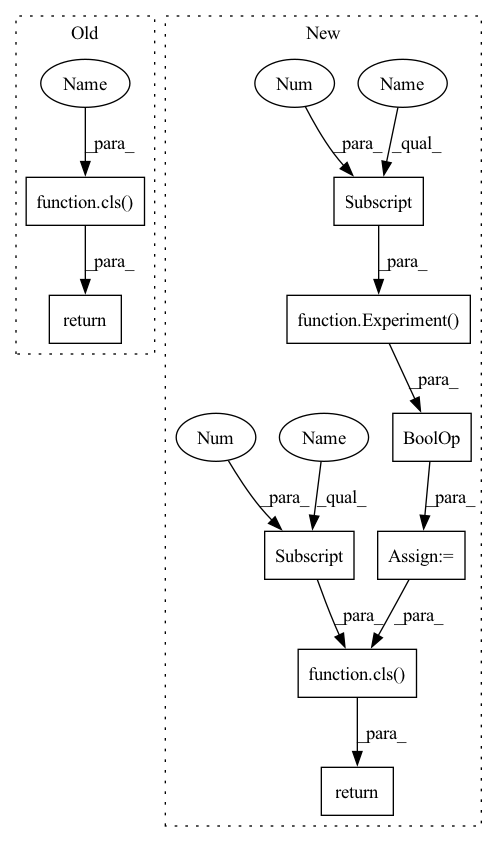 Old
New
Name
Num
Name
_para_
_para_
_qual_
function.cls()
Subscript
_para_
_para_
return
function.Experiment()
_para_
Num
Name
BoolOp
_para_
_qual_
_para_
Subscript
Assign:=
_para_
_para_
function.cls()
_para_
return